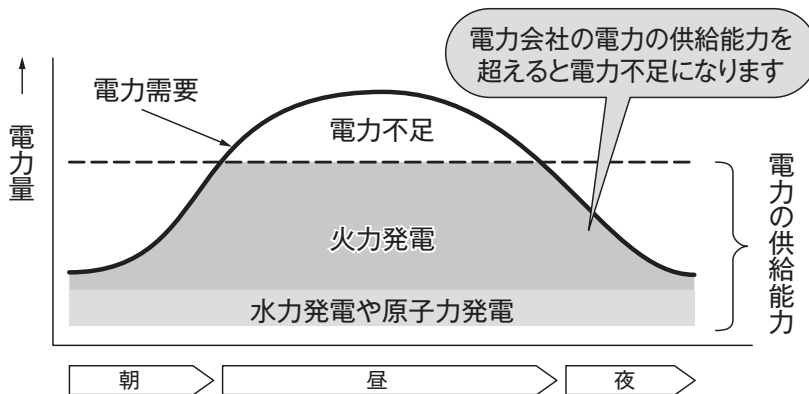 電力会社の電力の供給能力を
超えると電力不足になります
電力需要
電力不足
電力量
火力発電
電力の供給能力
水力発電や原子力発電
朝
昼
夜